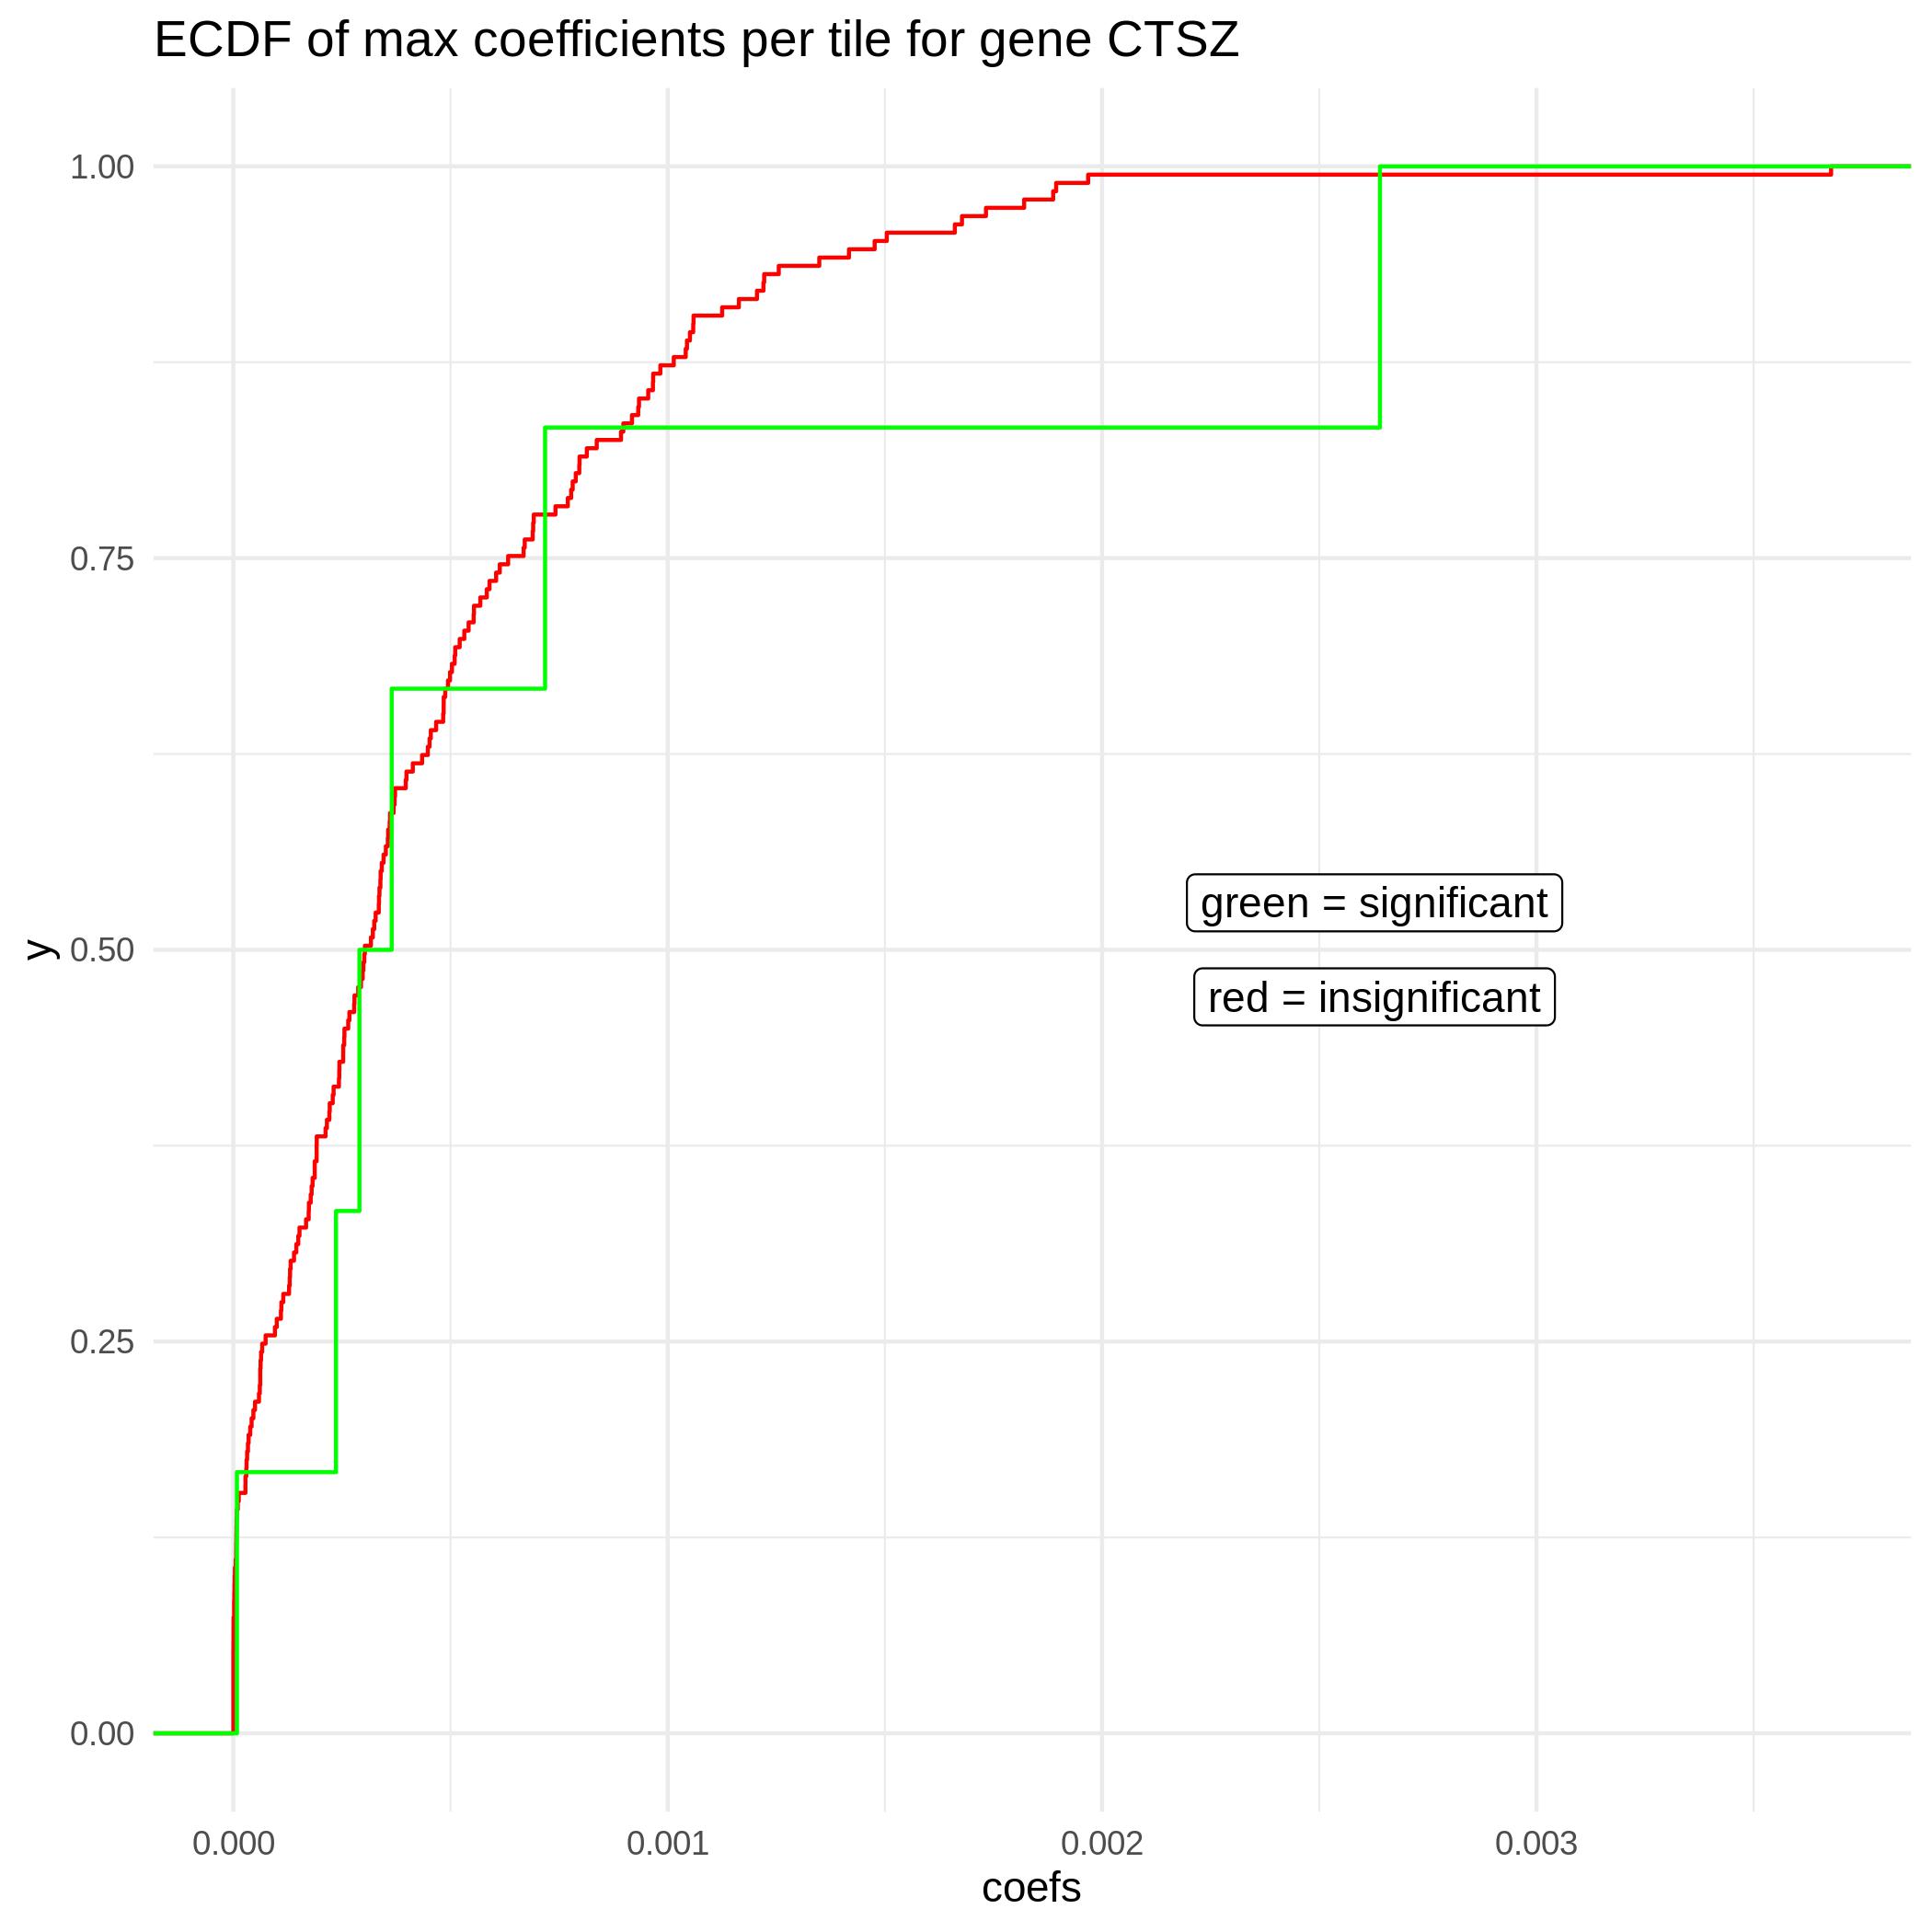 ECDF of max coefficients per tile for gene CTSZ
1.00
0.75
0.50
0.25
0.00
y
green = significant
red = insignificant
0.000
0.001
0.002
0.003
coefs